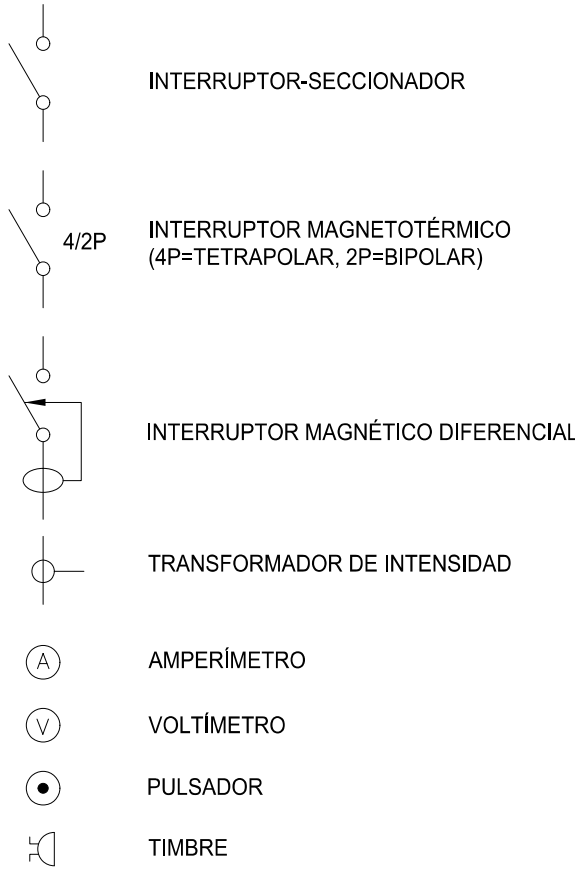 INTERRUPTOR-SECCIONADOR
4/2P
INTERRUPTOR MAGNETOTÉRMICO
(4P=TETRAPOLAR, 2P=BIPOLAR)
INTERRUPTOR MAGNÉTICO DIFERENCIAL
TRANSFORMADOR DE INTENSIDAD
A AMPERÍMETRO
V VOLTÍMETRO
PULSADOR
TIMBRE